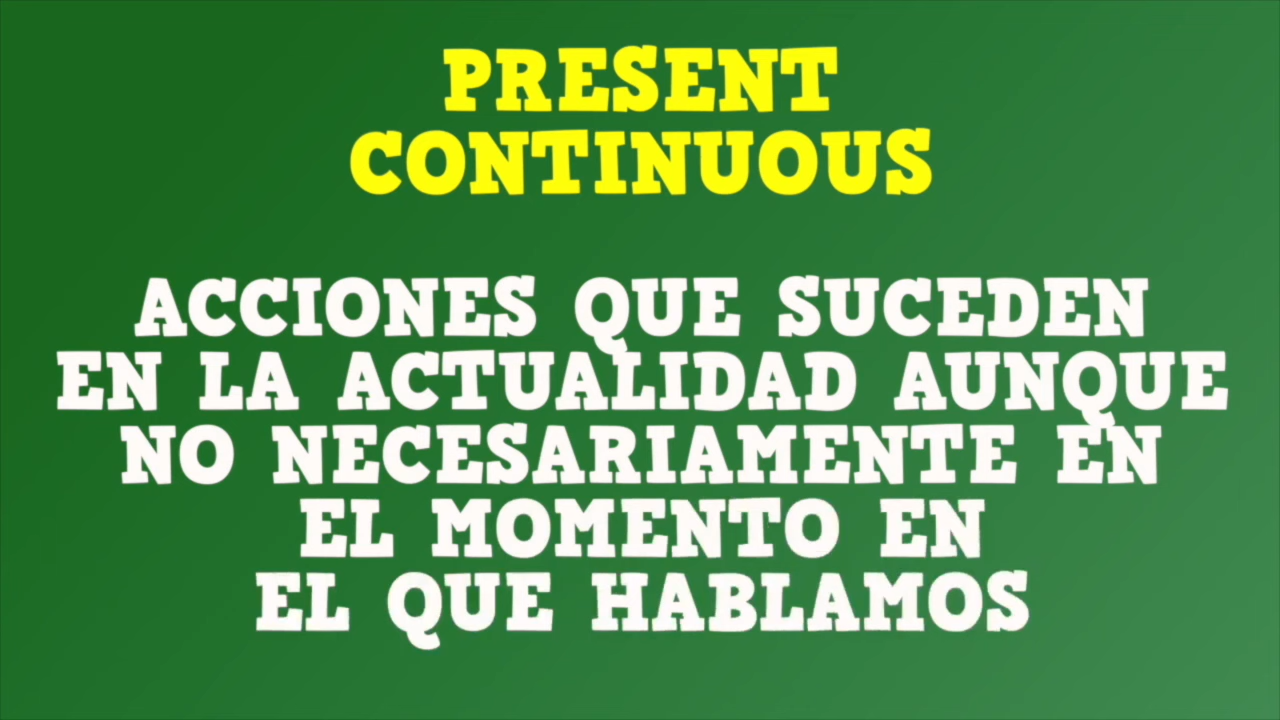 PRESENT
CONTINUOUS
ACCIONES QUE SUCEDEN
EN LA ACTUALIDAD AUNQUE
NO NECESARIAMENTE EN
EL MOMENTO EN
EL QUE HABLAMOS